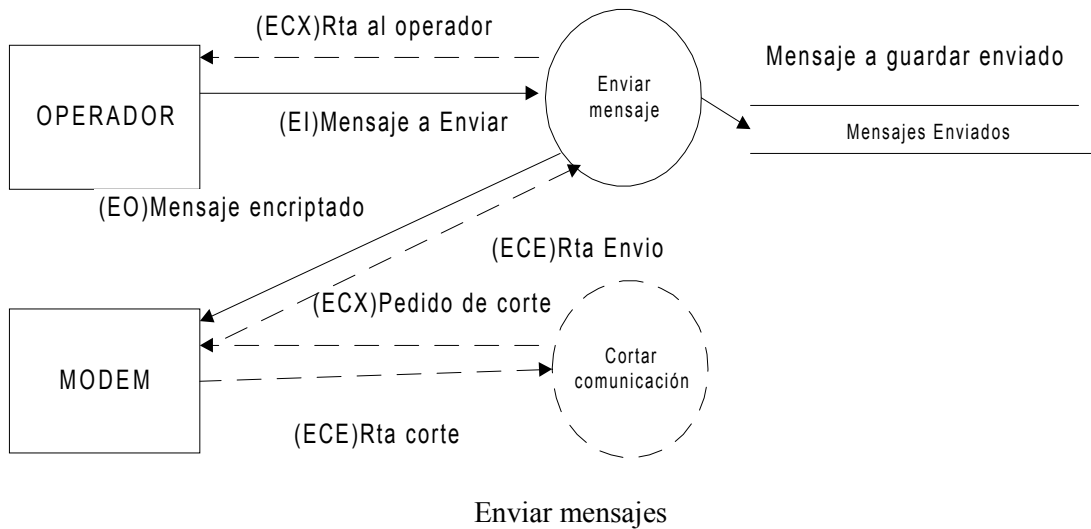 (ECX)Rta al operador
Mensaje a guardar enviado
Enviar
mensaje
OPERADOR
(EI)Mensaje a Enviar
Mensajes Enviados
(EO)Mensaje encriptado
(ECE)Rta Envio
(ECX)Pedido de corte
MODEM
Cortar
comunicación
(ECE)Rta corte
Enviar mensajes